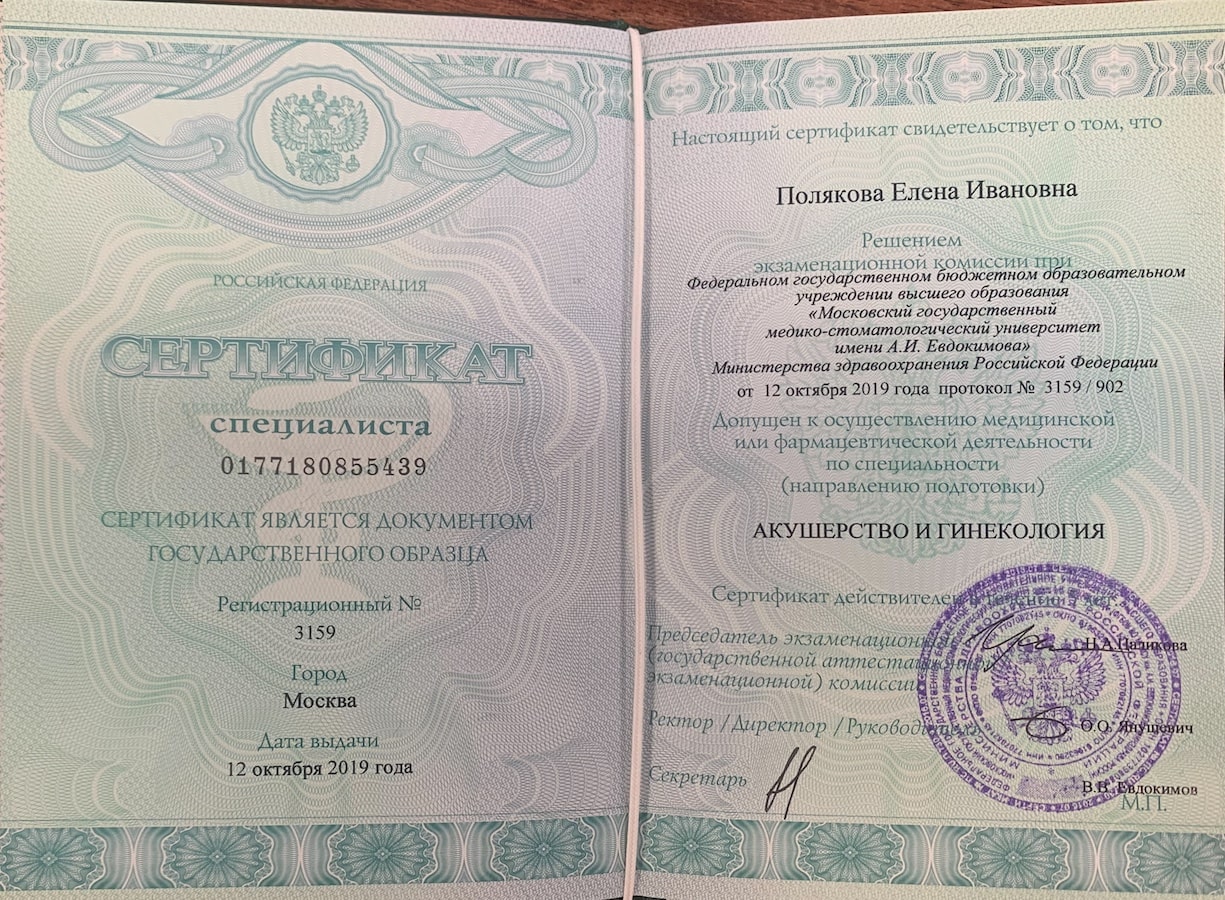 РОССИЙСКАЯ ФЕДЕРАЦИЯ
СЕРТИФИКАТ
специалиста
0177180855439
СЕРТИФИКАТ ЯВЛЯЕТСЯ ДОКУМЕНТОМ
ГОСУДАРСТВЕННОГО ОБРАЗЦА
Регистрационный №
3159
Город
Москва
Дата выдачи
12 октября 2019 года
Настоящий сертификат свидетельствует о том, что
Полякова Елена Ивановна
Решением
экзаменационной комиссии при
Федеральном государственном бюджетном образовательном
учреждении высшего образования
«Московский государственный
медико-стоматологический университет
имени А.И. Евдокимова»
Министерства здравоохранения Российской Федерации
от 12 октября 2019 года протокол № 3159 / 902
Допущен к осуществлению медицинской
или фармацевтической деятельности
по специальности
(направлению подготовки)
АКУШЕРСТВО И ГИНЕКОЛОГИЯ
Сертификат действителен
Председатель экзаменационной
(государственной аттестационной
экзаменационной) комиссии
Ректор /Директор /Руководитель
О.О. Янушевич
Секретарь
В.В. Евдокимов
М.П.